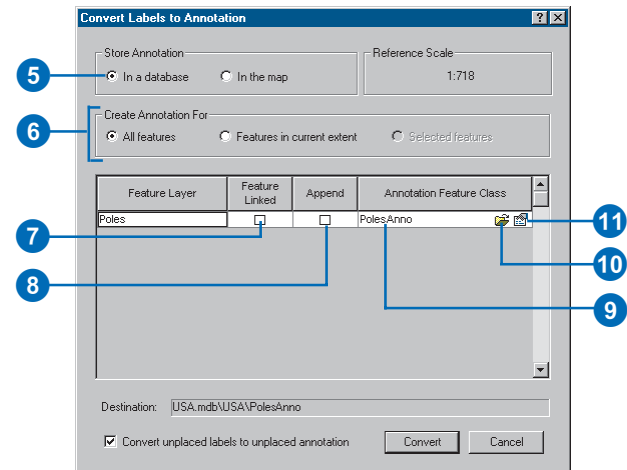 Convert Labels to Annotation
Store Annotation
In a database
In the map
Reference Scale
1:718
5
Create Annotation For
All features
Features in current extent
Selected features
6
Feature Layer
Feature Linked
Append
Annotation Feature Class
Poles
PolesAnno
7
8
9
10
11
Destination:
USA.mdb\USA\PolesAnno
Convert unplaced labels to unplaced annotation
Convert
Cancel